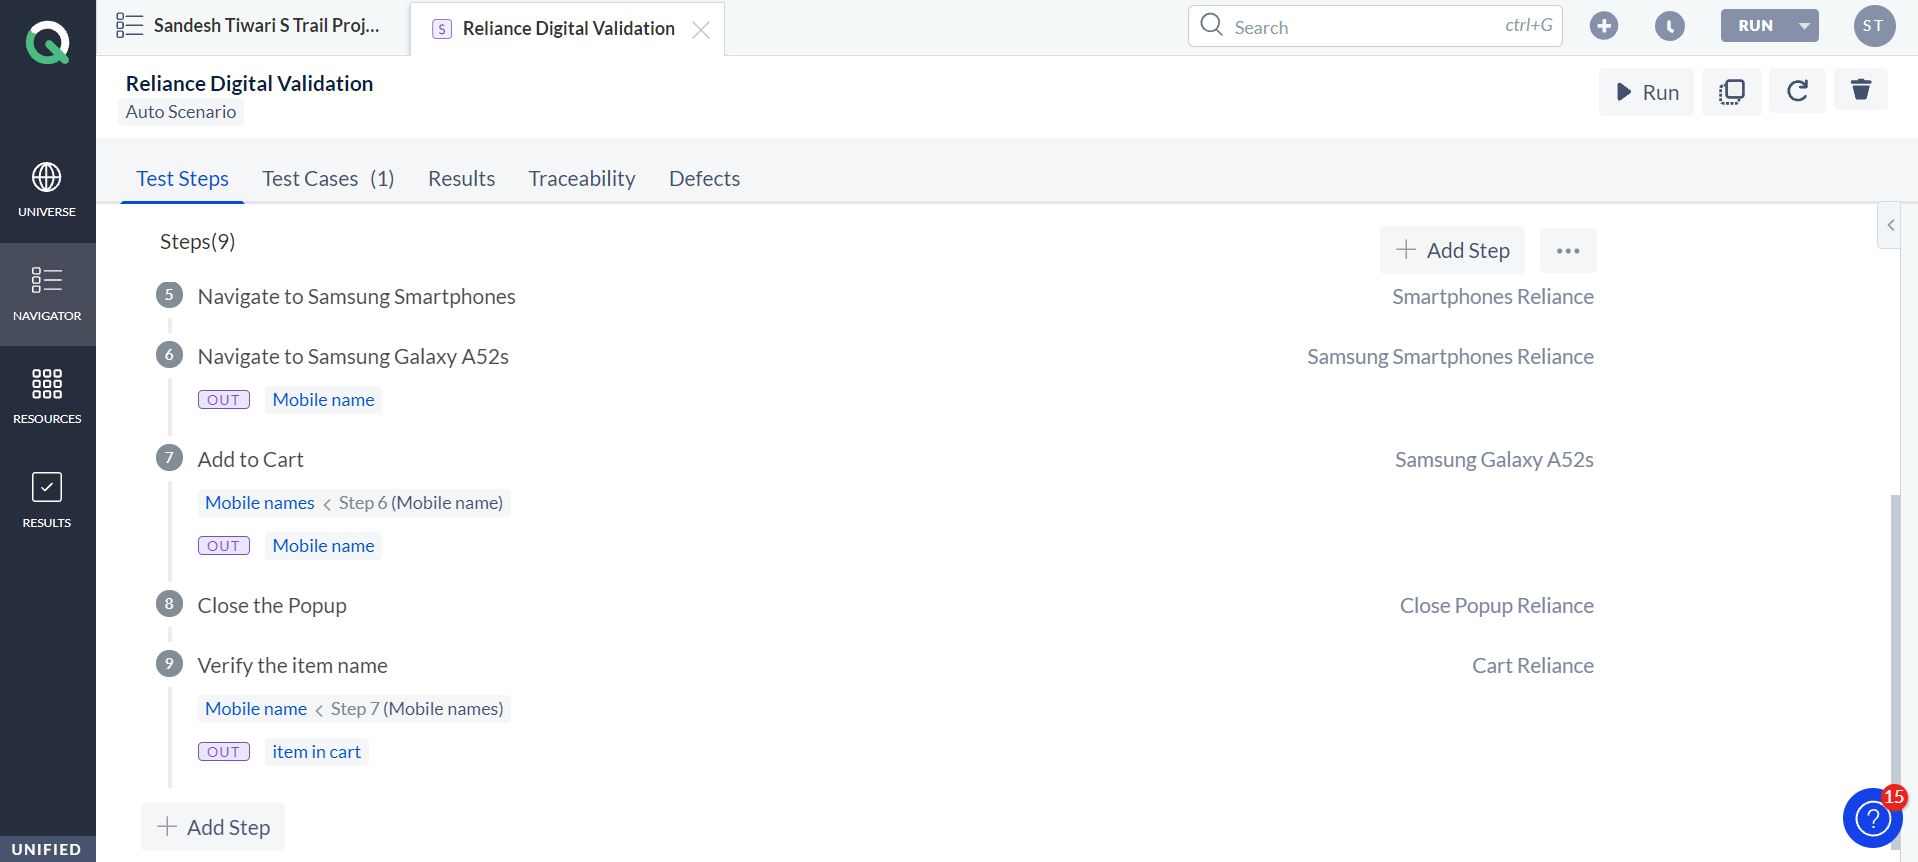 Sandesh Tiwari S Trail Proj...
S Reliance Digital Validation
Search ctrl+G
RUN
ST
Reliance Digital Validation
Auto Scenario
Run
UNIVERSE
NAVIGATOR
RESOURCES
RESULTS
UNIFIED
Test Steps Test Cases (1) Results Traceability Defects
Steps(9)
Add Step
5 Navigate to Samsung Smartphones Smartphones Reliance
6 Navigate to Samsung Galaxy A52s Samsung Smartphones Reliance
OUT Mobile name
7 Add to Cart Samsung Galaxy A52s
Mobile names < Step 6 (Mobile name)
OUT Mobile name
8 Close the Popup Close Popup Reliance
9 Verify the item name Cart Reliance
Mobile name < Step 7 (Mobile names)
OUT item in cart
Add Step
15
?